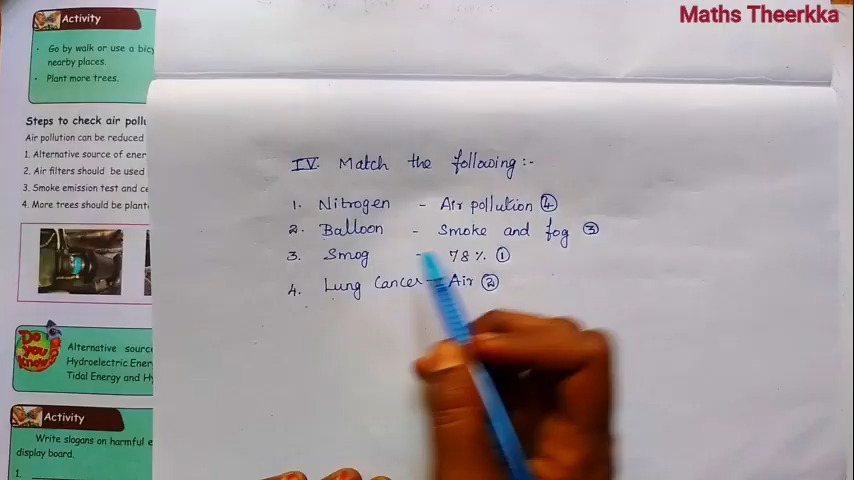 Maths Theerkka
Activity
• Go by walk or use a bicy
nearby places.
• Plant more trees.
Steps to check air pollu
Air pollution can be reduced
1. Alternative source of ener
2. Air filters should be used
3. Smoke emission test and ce
4. More trees should be plant
Do you Know
Alternative sourc
Hydroelectric Ener
Tidal Energy and Hy
Activity
Write slogans on harmful e
display board.
1.
IV. Match the following:-
1. Nitrogen - Air pollution ④
2. Balloon - Smoke and fog ③
3. Smog - 78% ①
4. Lung Cancer - Air ②